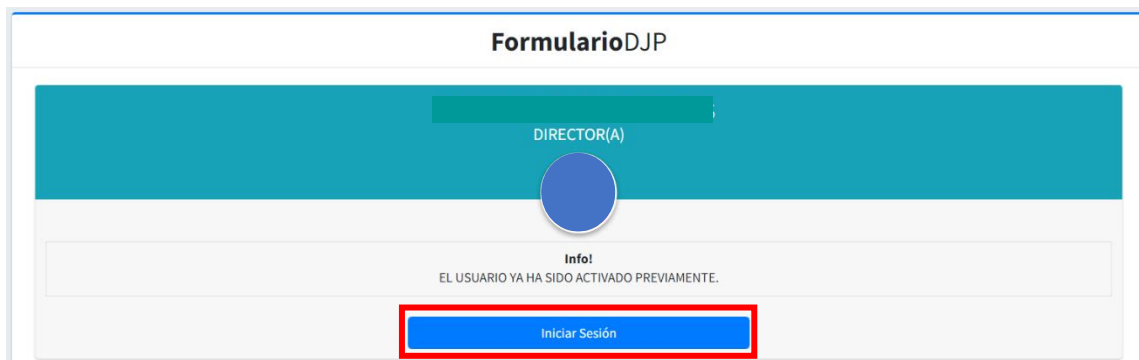 FormularioDJP
DIRECTOR(A)
Info!
EL USUARIO YA HA SIDO ACTIVADO PREVIAMENTE.
Iniciar Sesión